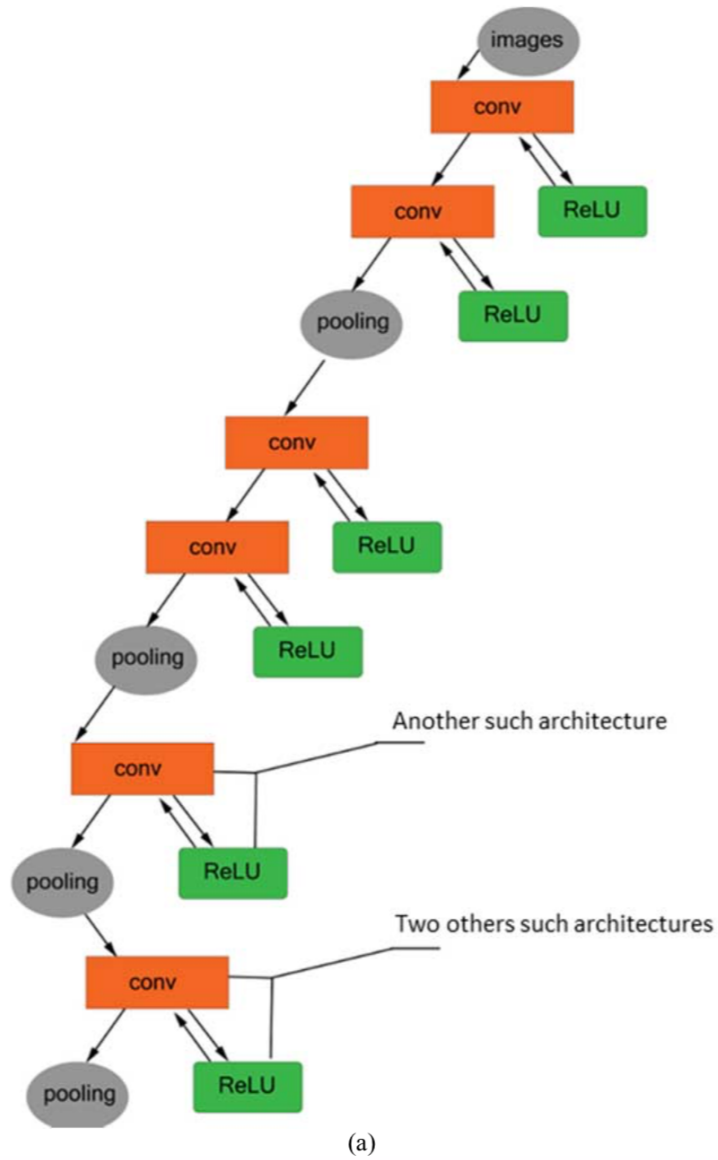 images
conv
ReLU
conv
ReLU
pooling
conv
ReLU
conv
ReLU
pooling
Another such architecture
conv
ReLU
pooling
Two others such architectures
conv
ReLU
pooling
(a)